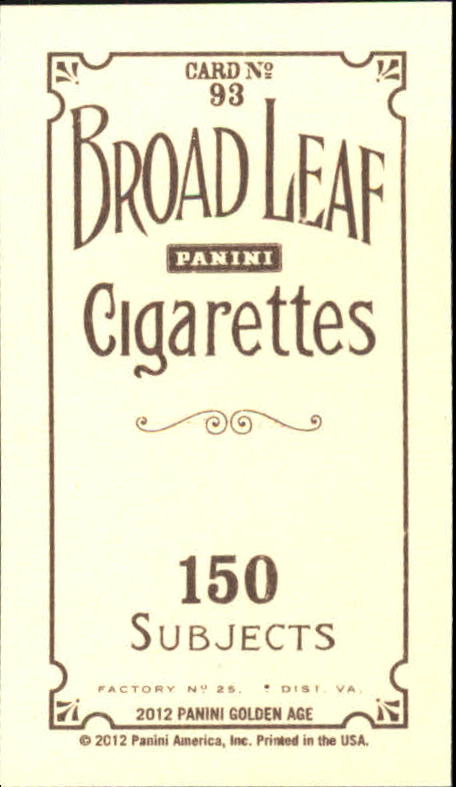 CARD Nº
93
BROAD LEAF
PANINI
Cigarettes
150
SUBJECTS
FACTORY Nº 25. • DIST. VA.
2012 PANINI GOLDEN AGE
© 2012 Panini America, Inc. Printed in the USA.